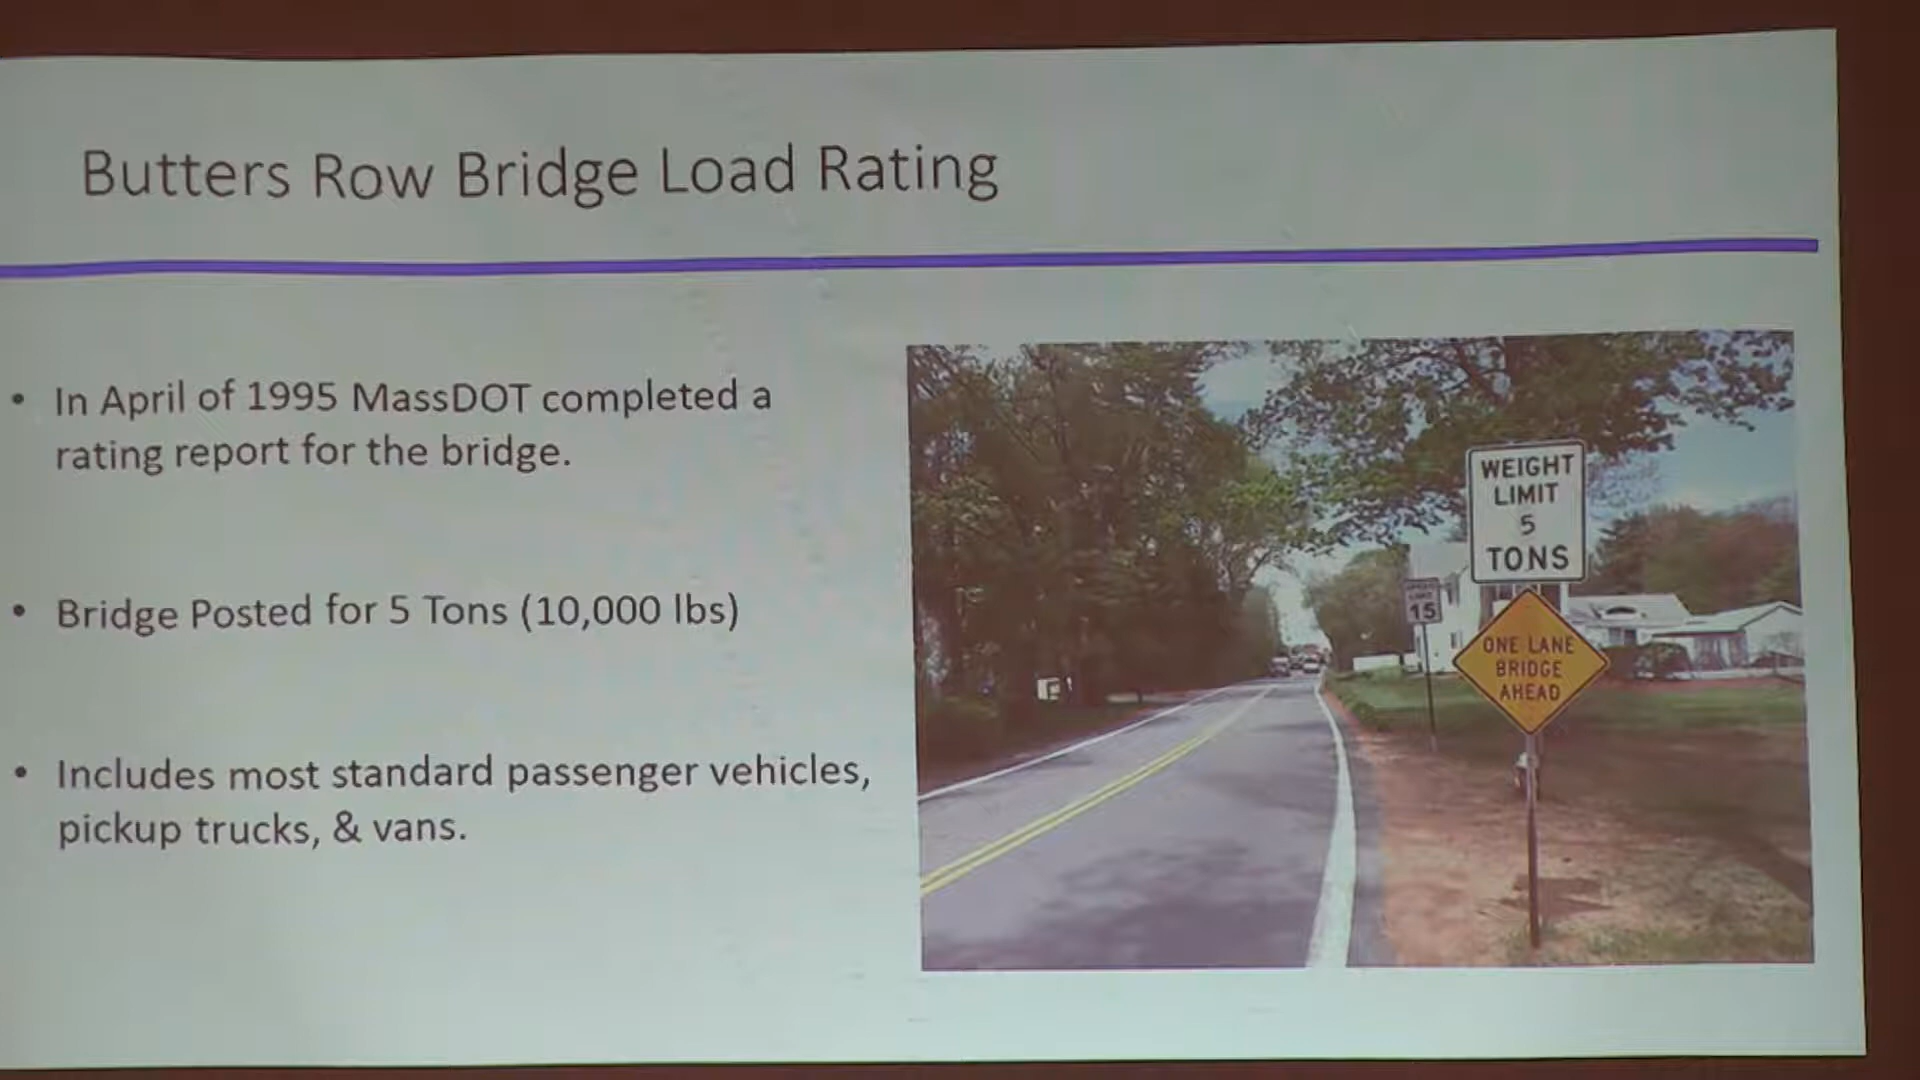 Butters Row Bridge Load Rating
• In April of 1995 MassDOT completed a
rating report for the bridge.
• Bridge Posted for 5 Tons (10,000 lbs)
• Includes most standard passenger vehicles,
pickup trucks, & vans.
WEIGHT
LIMIT
5
TONS
15
ONE LANE
BRIDGE
AHEAD